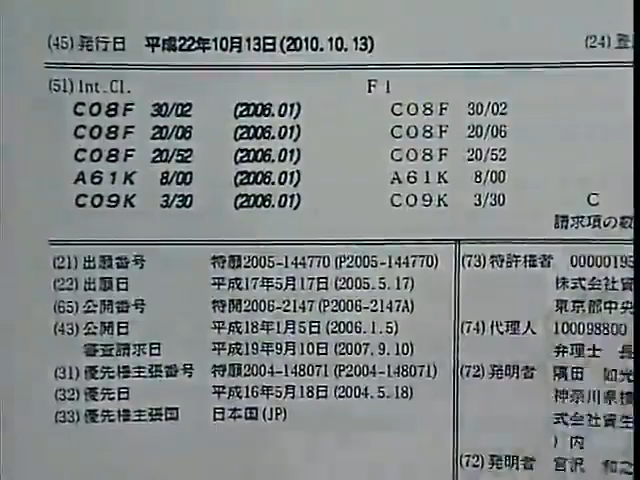 (45) 発行日 平成22年10月13日(2010.10.13) (24)
(51) Int.Cl. F I
C08F 30/02 (2006.01) C08F 30/02
C08F 20/06 (2006.01) C08F 20/06
C08F 20/52 (2006.01) C08F 20/52
A61K 8/00 (2006.01) A61K 8/00
C09K 3/30 (2006.01) C09K 3/30 C
請求項の数
(21) 出願番号 特願2005-144770(P2005-144770)
(22) 出願日 平成17年5月17日(2005.5.17)
(65) 公開番号 特開2006-2147(P2006-2147A)
(43) 公開日 平成18年1月5日(2006.1.5)
審査請求日 平成19年9月10日(2007.9.10)
(31) 優先権主張番号 特願2004-148071(P2004-148071)
(32) 優先日 平成16年5月18日(2004.5.18)
(33) 優先権主張国 日本国(JP)
(73) 特許権者 00000195
株式会社資
東京都中央
(74) 代理人 100098800
弁理士 長
(72) 発明者 隅田 如光
神奈川県横
式会社資生
)内
(72) 発明者 宮沢 和之